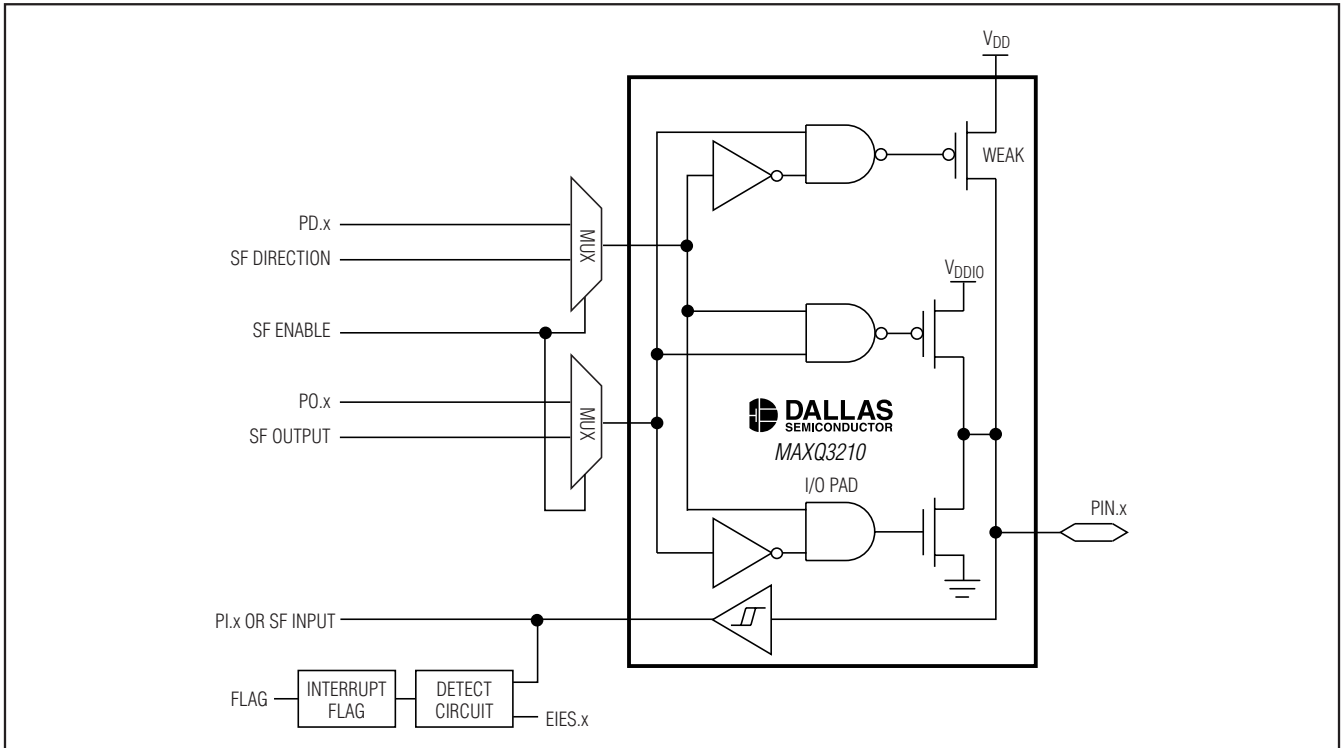 VDD
WEAK
PD.x
MUX
SF DIRECTION
VDDIO
SF ENABLE
PO.x
MUX
DALLAS
SEMICONDUCTOR
SF OUTPUT
MAXQ3210
I/O PAD
PIN.x
PI.x OR SF INPUT
FLAG
INTERRUPT
FLAG
DETECT
CIRCUIT
EIES.x